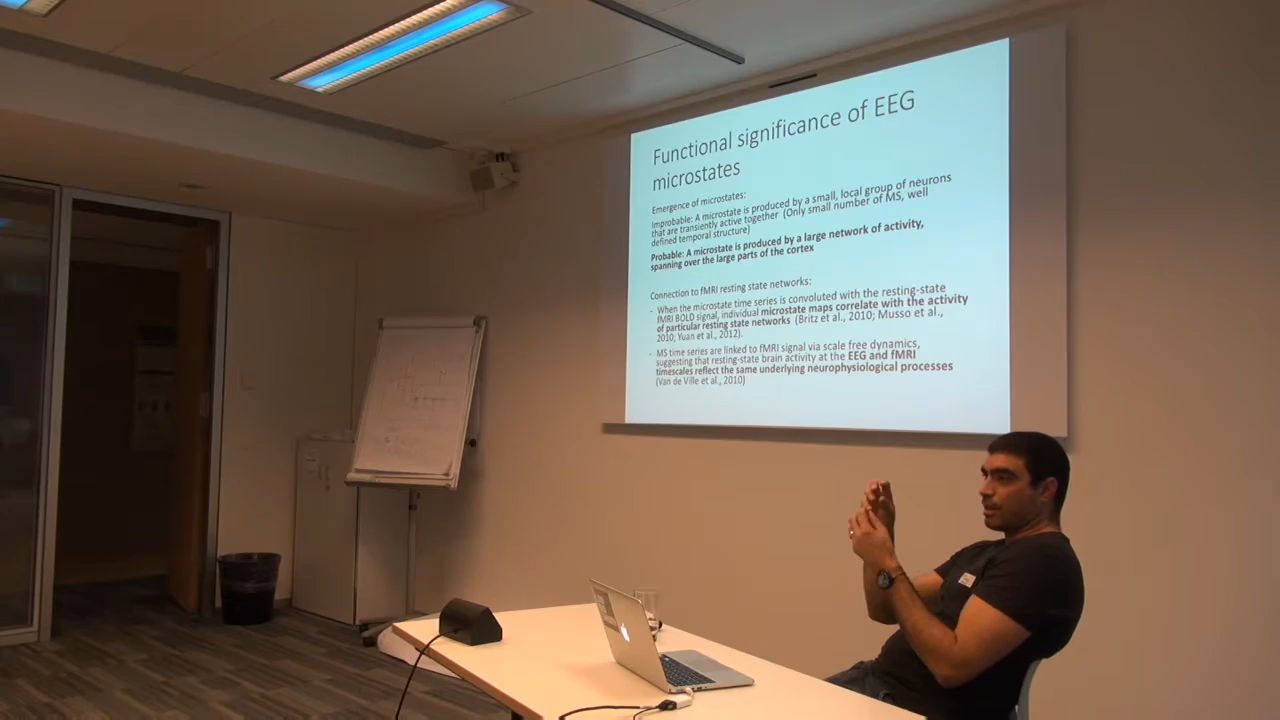 Functional significance of EEG
microstates
Emergence of microstates:
Improbable: A microstate is produced by a small, local group of neurons
that are transiently active together (Only small number of MS, well
defined temporal structure)
Probable: A microstate is produced by a large network of activity,
spanning over the large parts of the cortex
Connection to fMRI resting state networks:
- When the microstate time series is convoluted with the resting-state
fMRI BOLD signal, individual microstate maps correlate with the activity
of particular resting state networks (Britz et al., 2010; Musso et al.,
2010; Yuan et al., 2012).
- MS time series are linked to fMRI signal via scale free dynamics,
suggesting that resting-state brain activity at the EEG and fMRI
timescales reflect the same underlying neurophysiological processes
(Van de Ville et al., 2010)